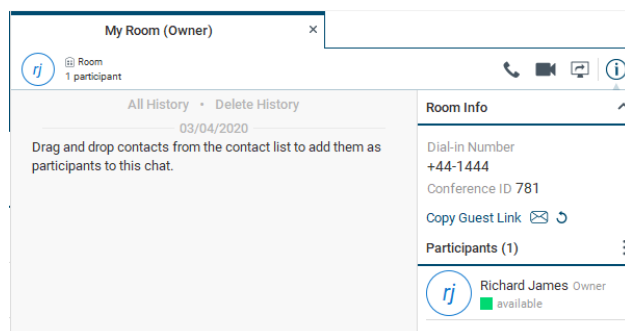 My Room (Owner) ×
rj
Room
1 participant
All History • Delete History
03/04/2020
Drag and drop contacts from the contact list to add them as
participants to this chat.
Room Info
Dial-in Number
+44-1444
Conference ID 781
Copy Guest Link
Participants (1)
rj
Richard James Owner
available